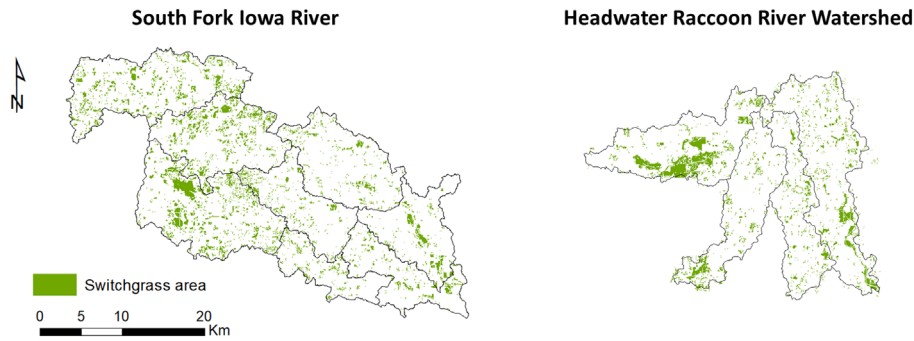 South Fork Iowa River
Headwater Raccoon River Watershed
N
Switchgrass area
0 5 10 20
Km